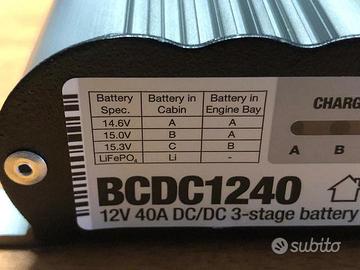 Battery Spec. Battery in Cabin Battery in Engine Bay
14.6V A A
15.0V B A
15.3V C B
LiFePO₄ Li -
CHARG
A B
BCDC1240
12V 40A DC/DC 3-stage battery
subito